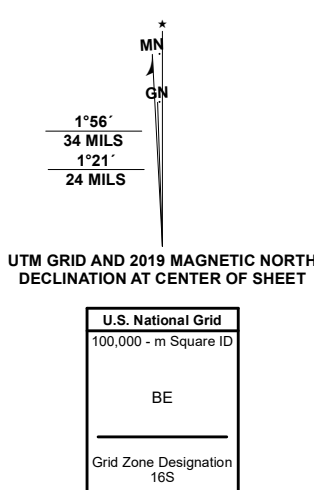 ★
MN
GN
1°56´
34 MILS
1°21´
24 MILS
UTM GRID AND 2019 MAGNETIC NORTH
DECLINATION AT CENTER OF SHEET
U.S. National Grid
100,000 - m Square ID
BE
Grid Zone Designation
16S